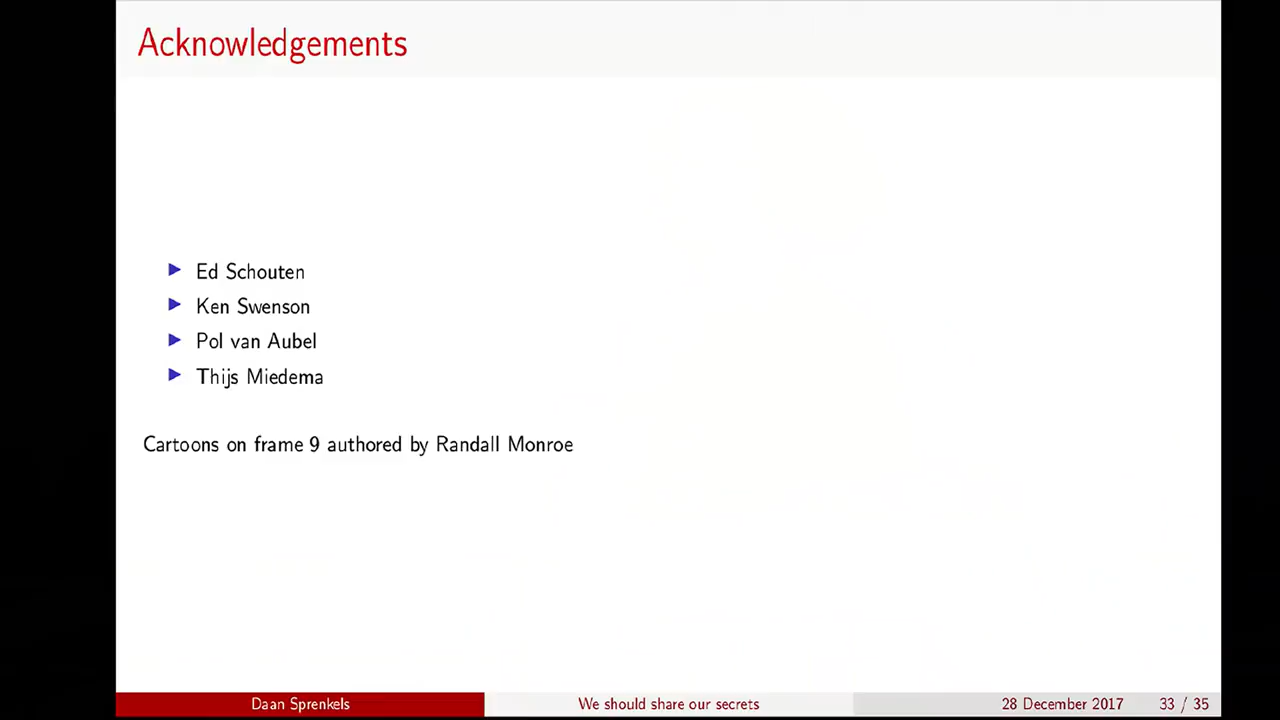 Acknowledgements
Ed Schouten
Ken Swenson
Pol van Aubel
Thijs Miedema
Cartoons on frame 9 authored by Randall Monroe
Daan Sprenkels
We should share our secrets
28 December 2017
33 / 35